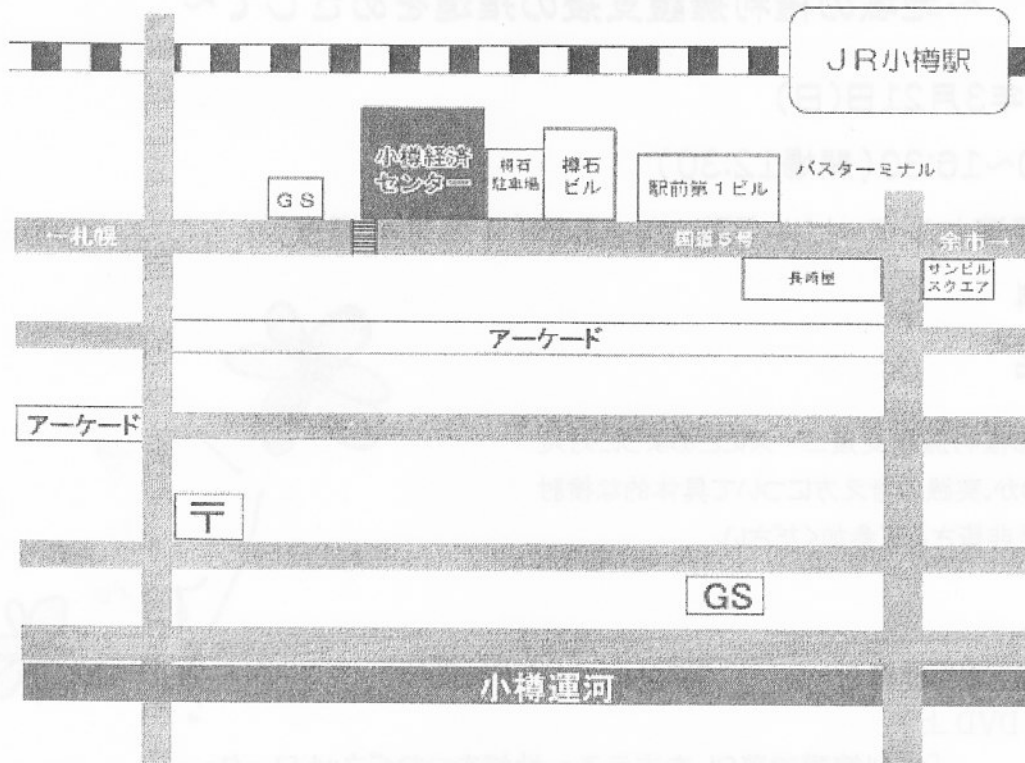 JR小樽駅
小樽経済
センター
樽石
駐車場
樽石
ビル
駅前第1ビル
バスターミナル
GS
←札幌
国道5号
余市→
長崎屋
サンビル
スクエア
アーケード
アーケード
〒
GS
小樽運河